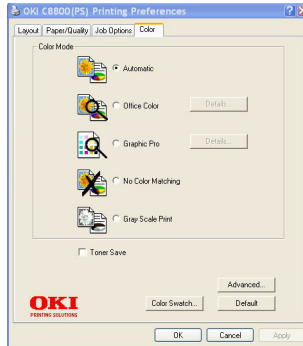 OKI C8800(PS) Printing Preferences
Layout Paper/Quality Job Options Color
Color Mode
Automatic
Office Color Details...
Graphic Pro Details...
No Color Matching
Gray Scale Print
Toner Save
Advanced...
OKI
PRINTING SOLUTIONS
Color Swatch... Default
OK Cancel Apply